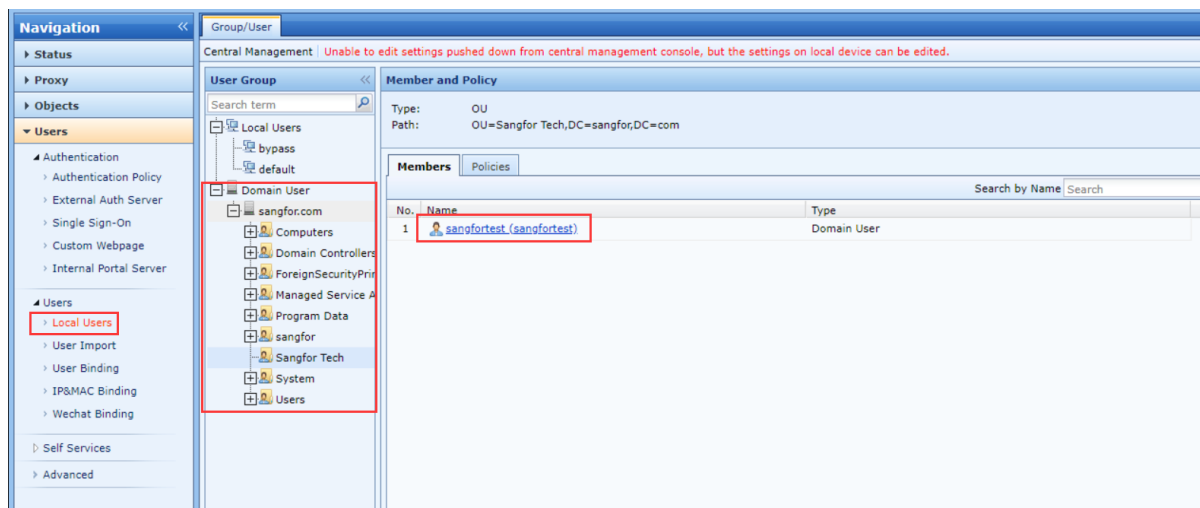 Navigation
Status
Proxy
Objects
Users
Authentication
Authentication Policy
External Auth Server
Single Sign-On
Custom Webpage
Internal Portal Server
Users
Local Users
User Import
User Binding
IP&MAC Binding
Wechat Binding
Self Services
Advanced
Group/User
Central Management Unable to edit settings pushed down from central management console, but the settings on local device can be edited.
User Group
Search term
Local Users
bypass
default
Domain User
sangfor.com
Computers
Domain Controllers
ForeignSecurityPrin
Managed Service A
Program Data
sangfor
Sangfor Tech
System
Users
Member and Policy
Type: OU
Path: OU=Sangfor Tech,DC=sangfor,DC=com
Members Policies
Search by Name Search
No. Name Type
1 sangfortest (sangfortest) Domain User